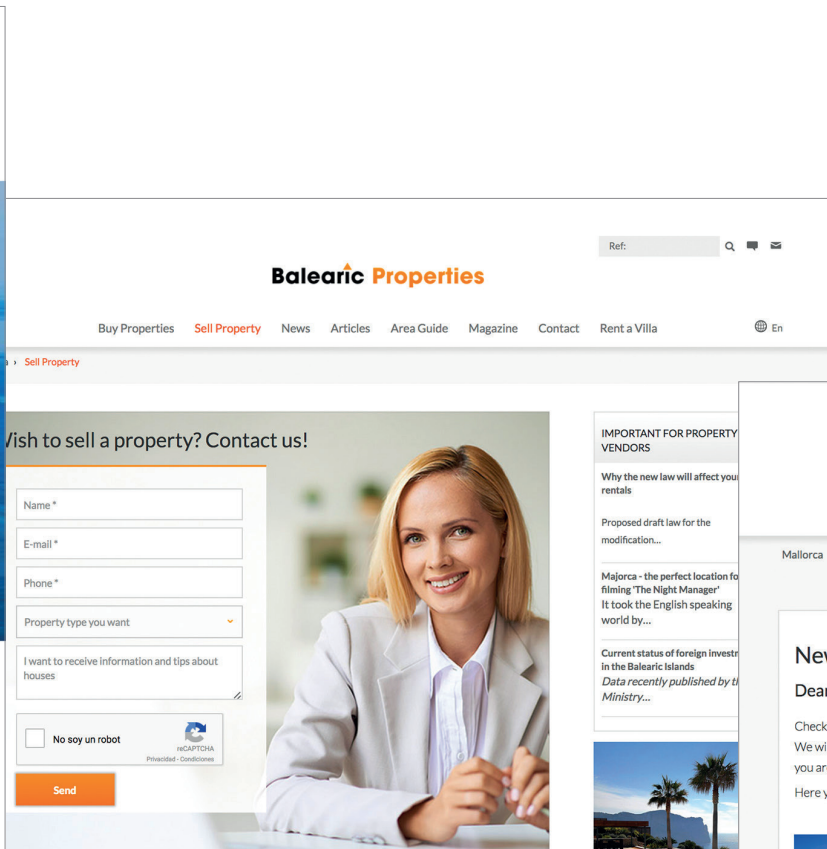 Ref:
Balearic Properties
Buy Properties Sell Property News Articles Area Guide Magazine Contact Rent a Villa En
› Sell Property
Wish to sell a property? Contact us!
Name *
E-mail *
Phone *
Property type you want
I want to receive information and tips about
houses
No soy un robot
reCAPTCHA
Privacidad - Condiciones
Send
IMPORTANT FOR PROPERTY
VENDORS
Why the new law will affect your
rentals
Proposed draft law for the
modification...
Majorca - the perfect location fo
filming 'The Night Manager'
It took the English speaking
world by...
Current status of foreign investr
in the Balearic Islands
Data recently published by th
Ministry...
Mallorca
Nev
Dear
Check
We wi
you ar
Here y